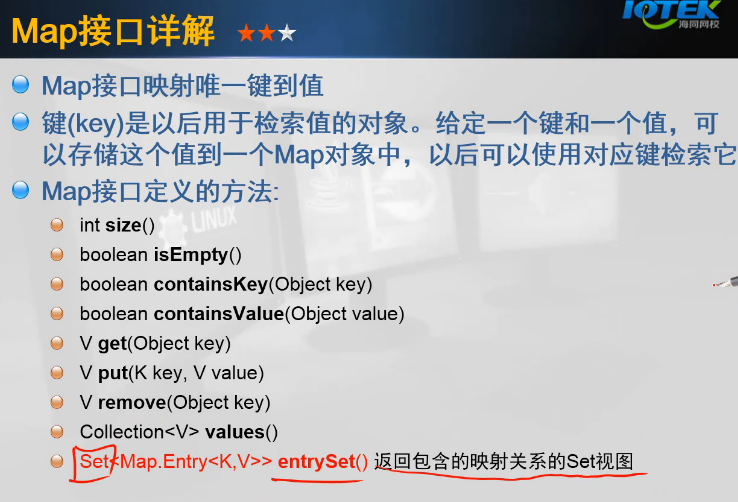 Map接口详解
IOTEK
海同网校
Map接口映射唯一键到值
键(key)是以后用于检索值的对象。给定一个键和一个值，可
以存储这个值到一个Map对象中，以后可以使用对应键检索它
Map接口定义的方法:
LINUX
int size()
boolean isEmpty()
boolean containsKey(Object key)
boolean containsValue(Object value)
V get(Object key)
V put(K key, V value)
V remove(Object key)
Collection<V> values()
Set<Map.Entry<K,V>> entrySet() 返回包含的映射关系的Set视图